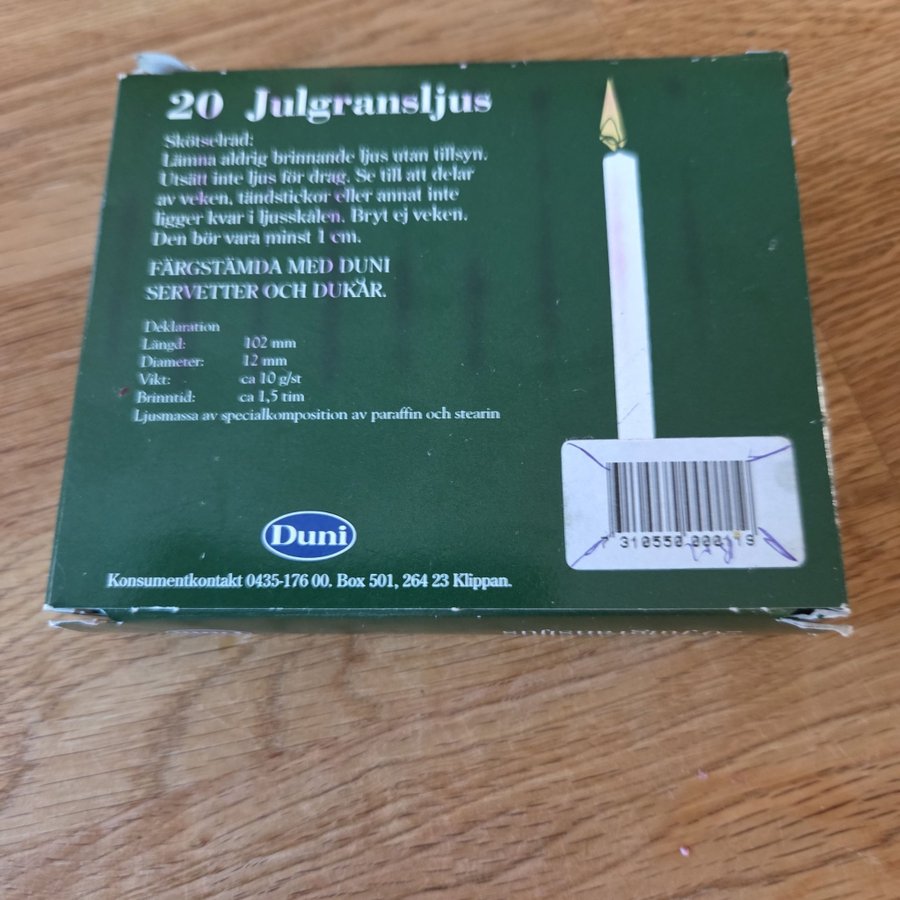 20 Julgransljus
Skötselråd:
Lämna aldrig brinnande ljus utan tillsyn.
Utsätt inte ljus för drag. Se till att delar
av veken, tändstickor eller annat inte
ligger kvar i ljusskålen. Bryt ej veken.
Den bör vara minst 1 cm.
FÄRGSTÄMDA MED DUNI
SERVETTER OCH DUKAR.
Deklaration
Längd: 102 mm
Diameter: 12 mm
Vikt: ca 10 g/st
Brinntid: ca 1,5 tim
Ljusmassa av specialkomposition av paraffin och stearin
Duni
Konsumentkontakt 0435-176 00. Box 501, 264 23 Klippan.